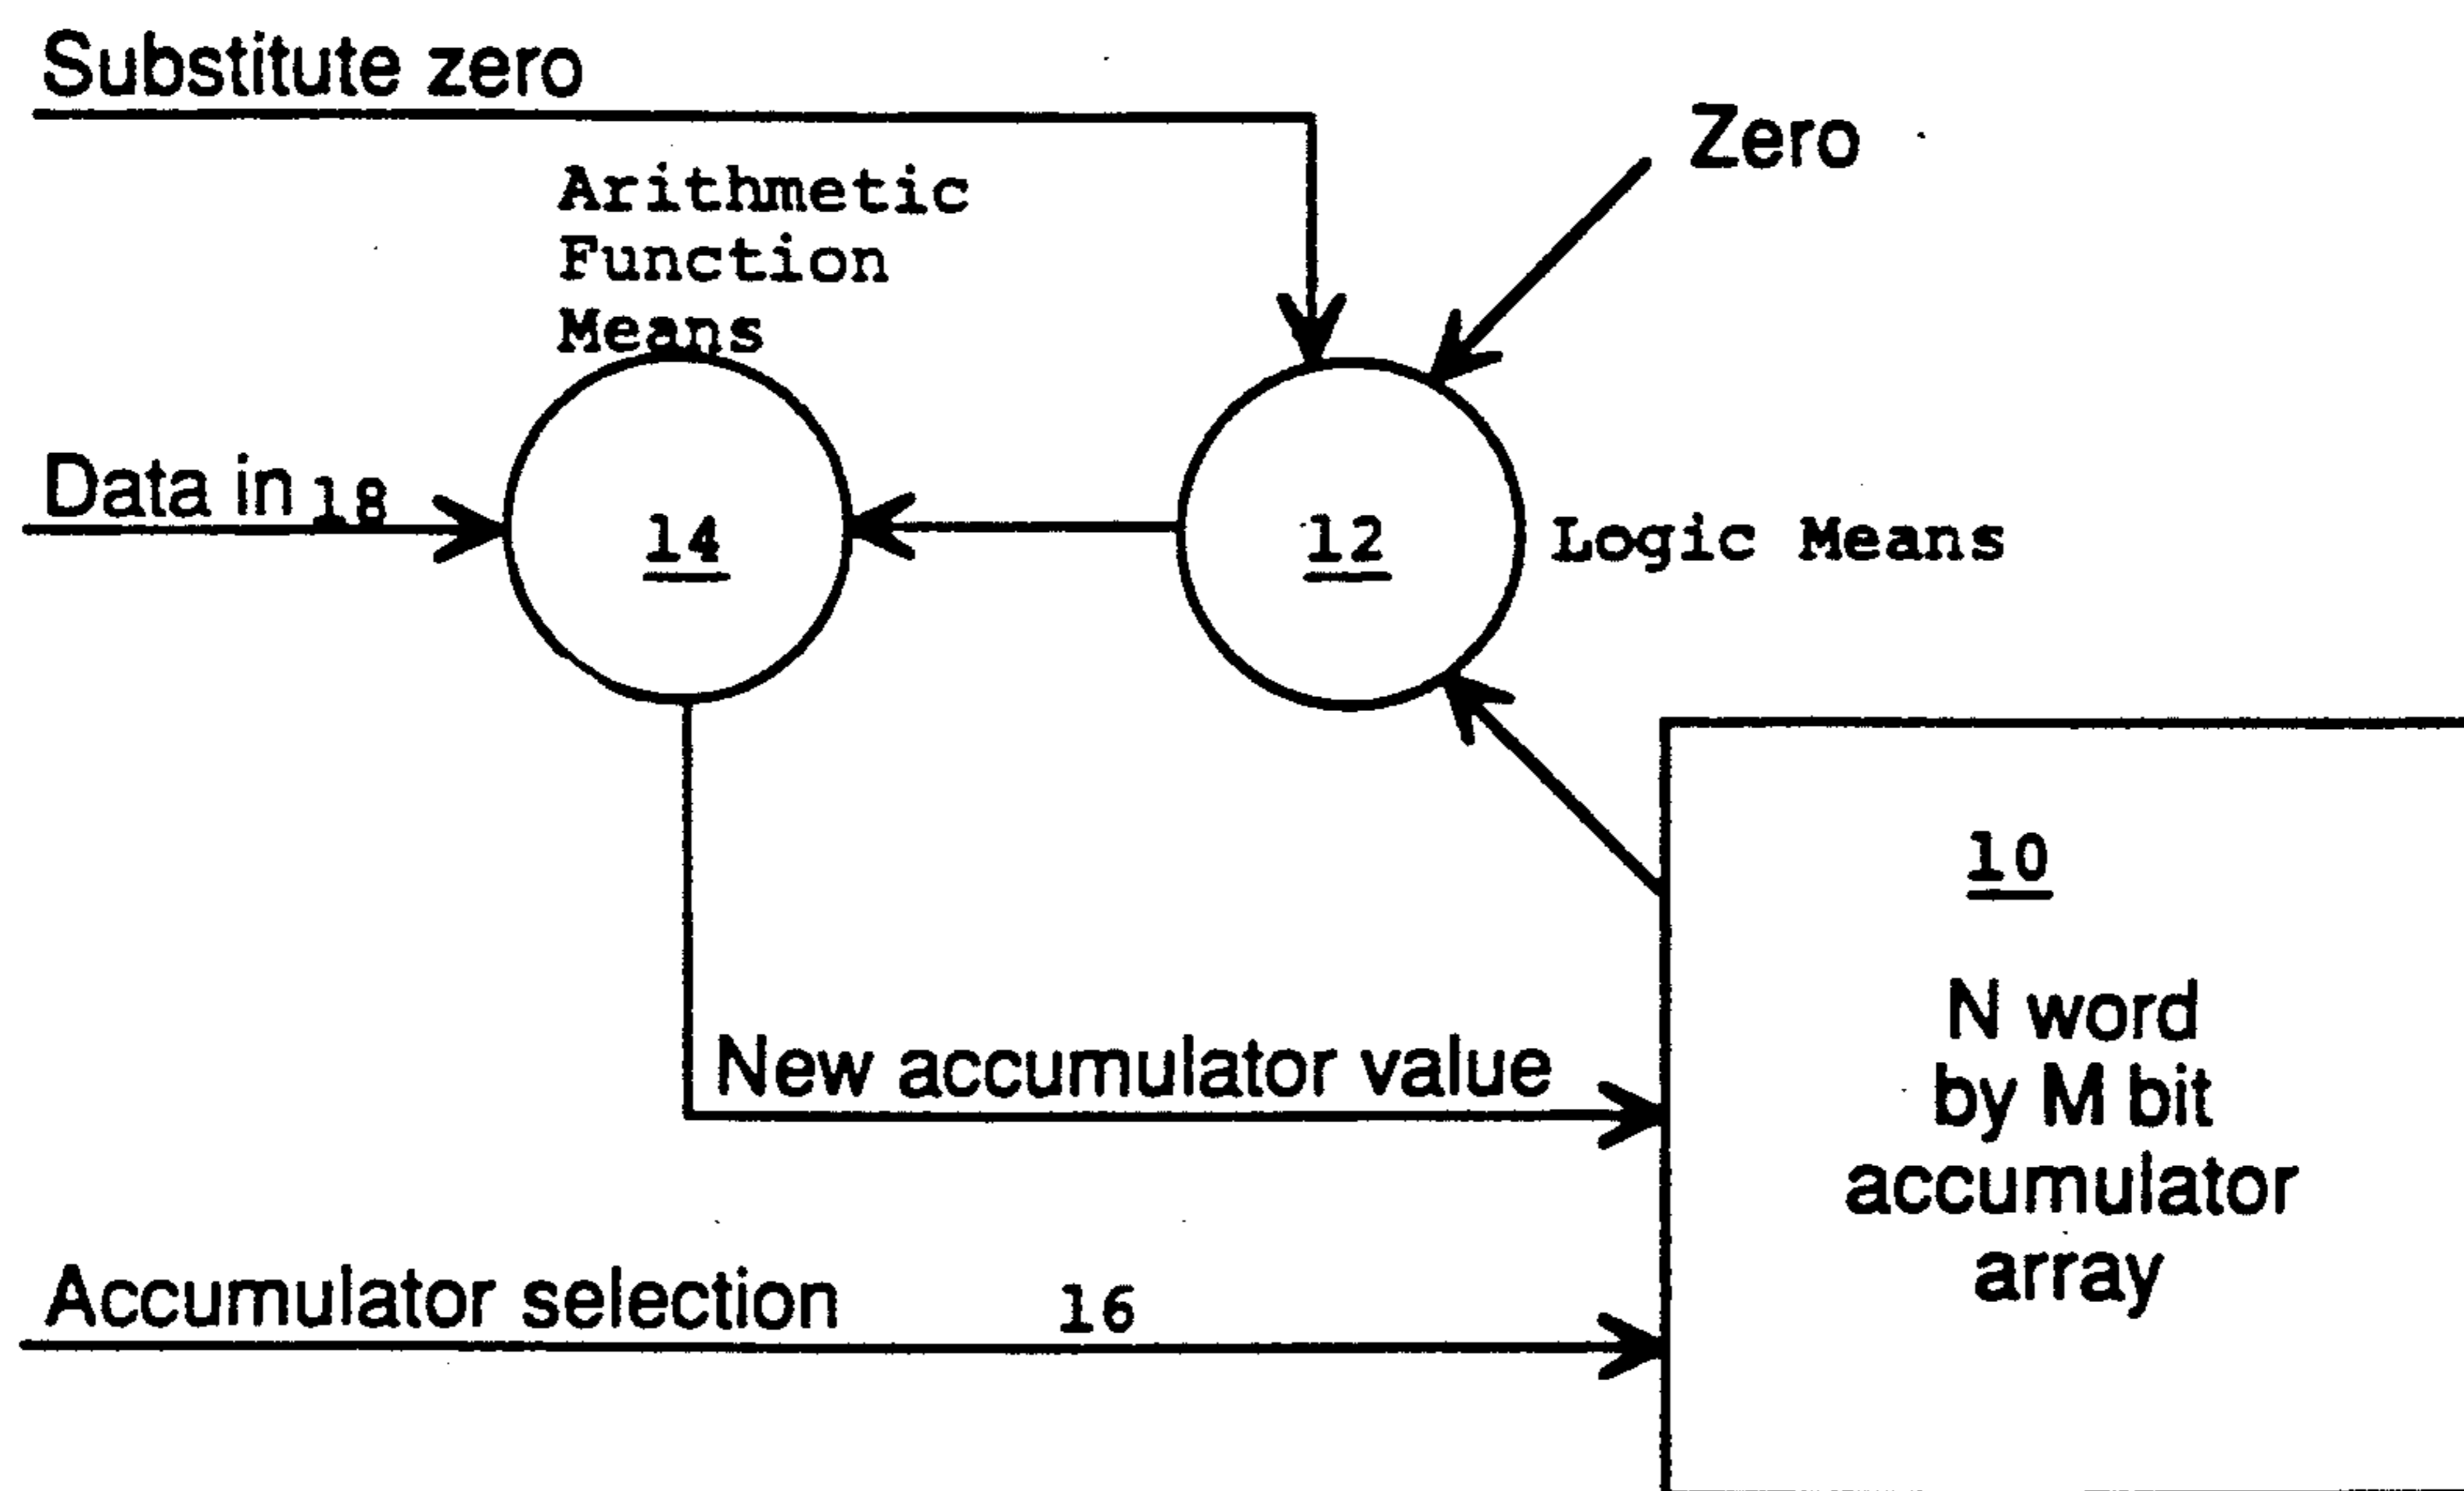 Substitute zero
Zero
Arithmetic
Function
Means
Data in 18
14
12
Logic Means
10
N word
by M bit
accumulator
array
New accumulator value
Accumulator selection 16